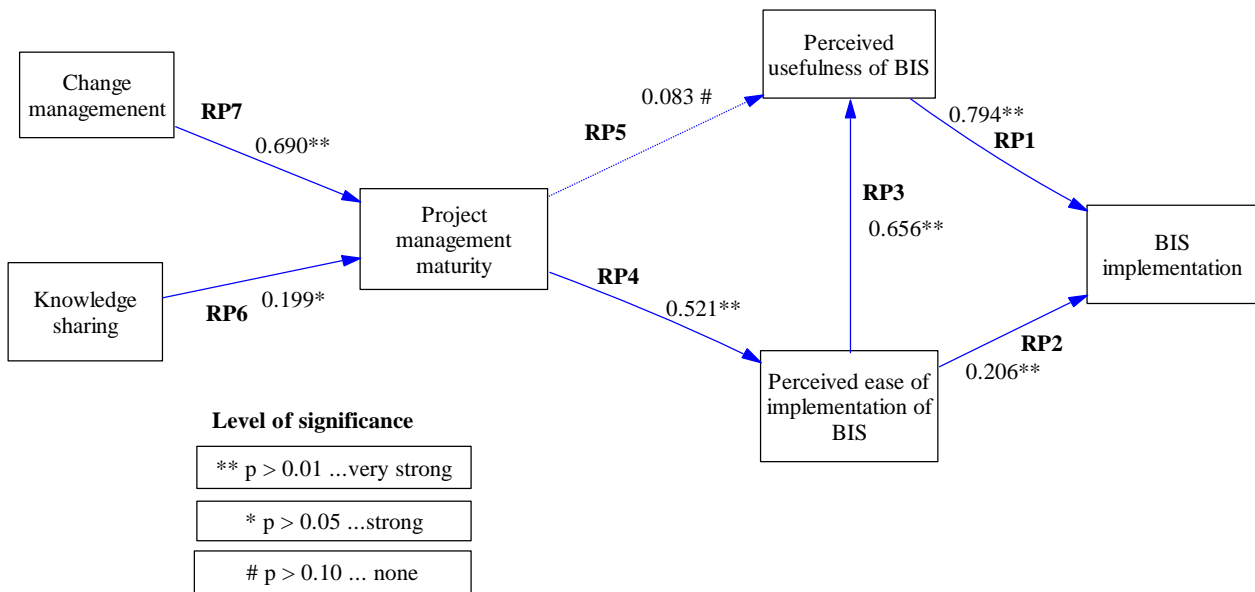 Change
managemenent
RP7
0.690**
Knowledge
sharing
RP6
0.199*
Project
management
maturity
RP5
0.083 #
RP4
0.521**
Perceived
usefulness of BIS
RP3
0.656**
Perceived ease of
implementation of
BIS
0.794**
RP1
RP2
0.206**
BIS
implementation
Level of significance
** p > 0.01 ...very strong
* p > 0.05 ...strong
# p > 0.10 ... none